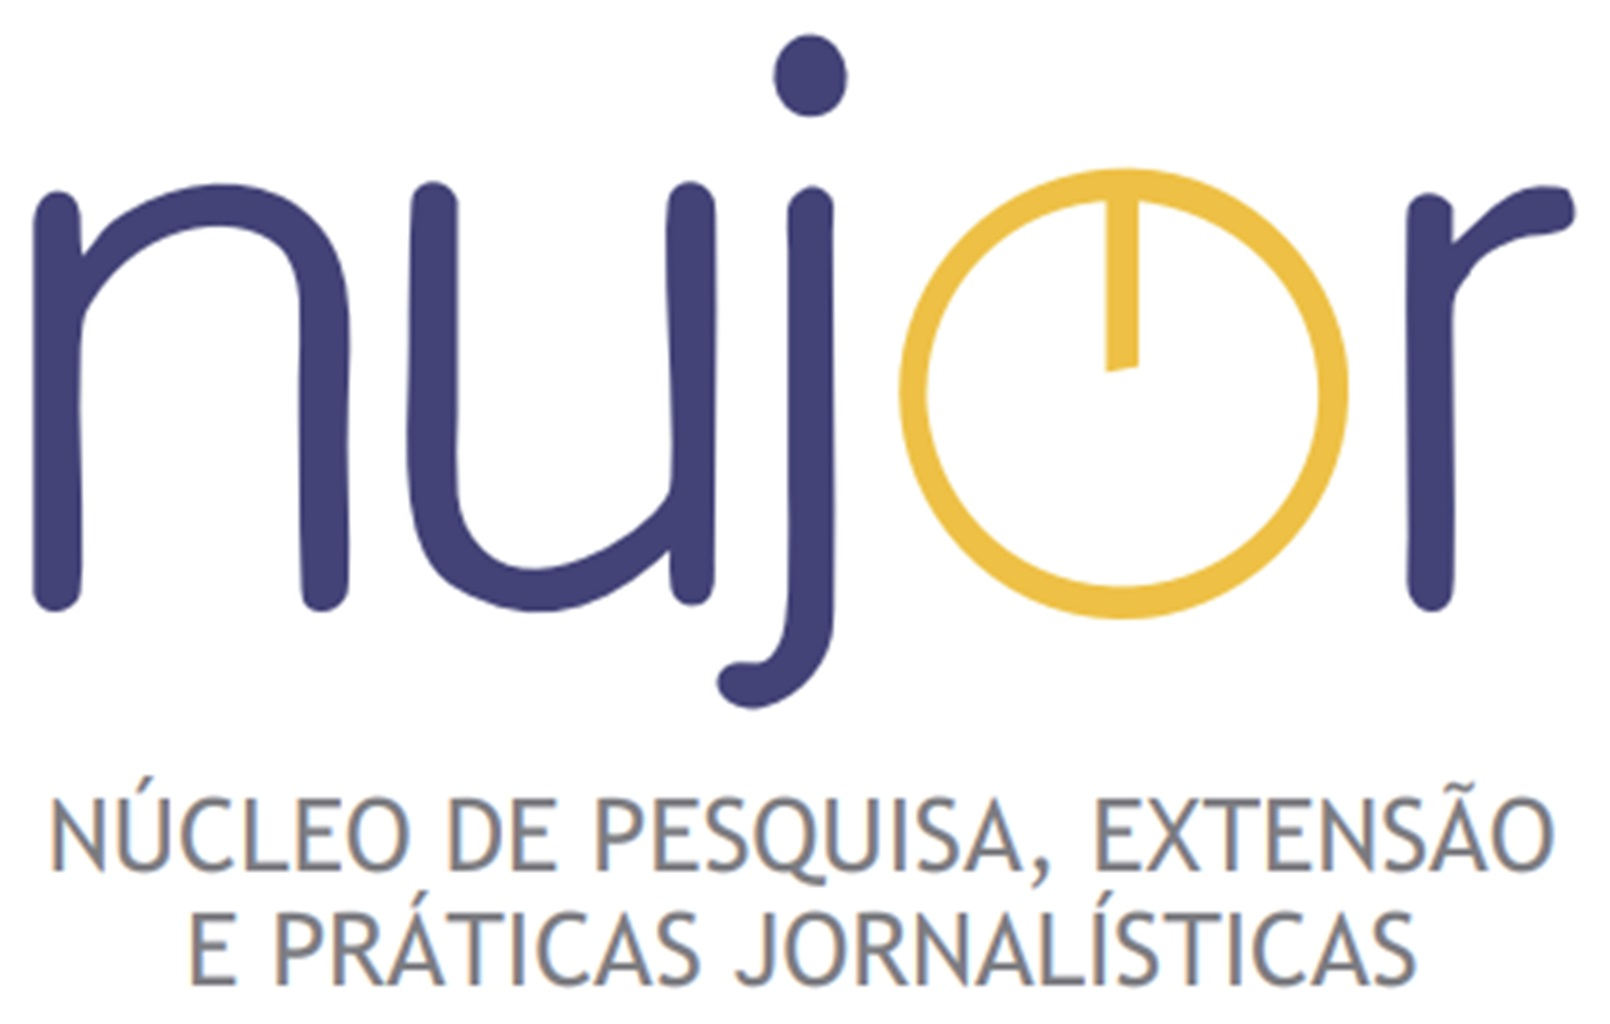 nujor
NÚCLEO DE PESQUISA, EXTENSÃO
E PRÁTICAS JORNALÍSTICAS